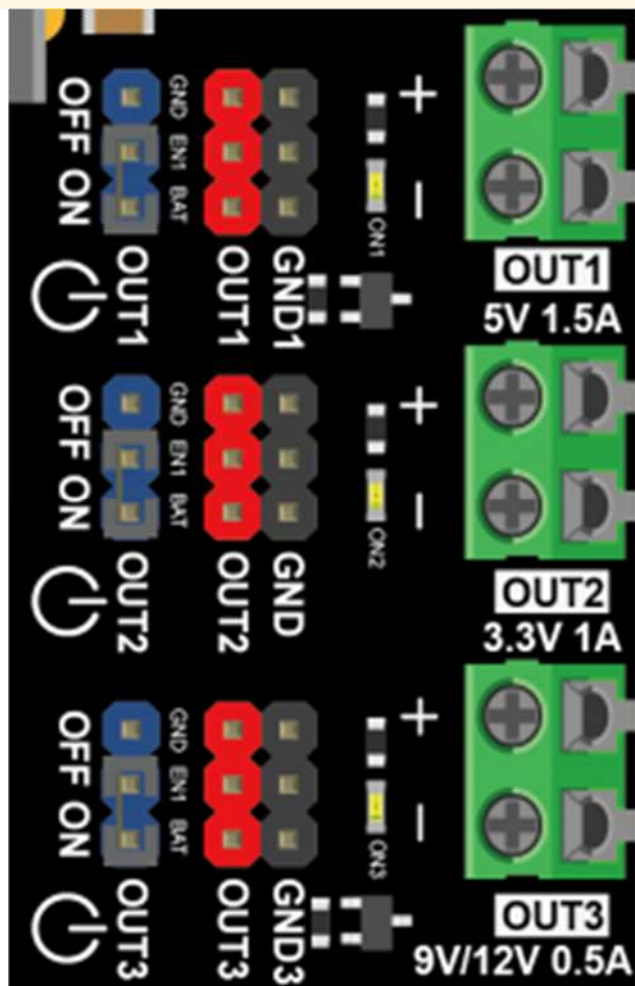 OFF ON
GND
EN1
BAT
OUT1
OUT1
GND1
+
-
ON1
OUT1
5V 1.5A
OFF ON
GND
EN1
BAT
OUT2
OUT2
GND
+
-
ON2
OUT2
3.3V 1A
OFF ON
GND
EN1
BAT
OUT3
OUT3
GND3
+
-
ON3
OUT3
9V/12V 0.5A